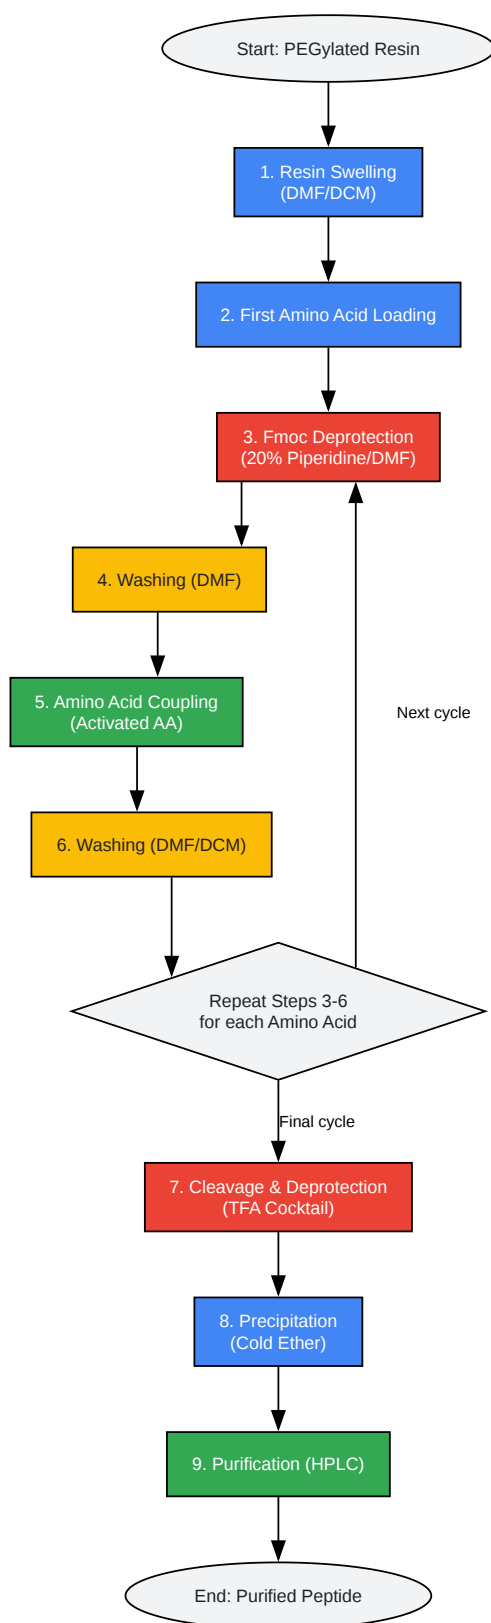 Start: PEGylated Resin
1. Resin Swelling
(DMF/DCM)
2. First Amino Acid Loading
3. Fmoc Deprotection
(20% Piperidine/DMF)
4. Washing (DMF)
5. Amino Acid Coupling
(Activated AA)
Next cycle
6. Washing (DMF/DCM)
Repeat Steps 3-6
for each Amino Acid
Final cycle
7. Cleavage & Deprotection
(TFA Cocktail)
8. Precipitation
(Cold Ether)
9. Purification (HPLC)
End: Purified Peptide